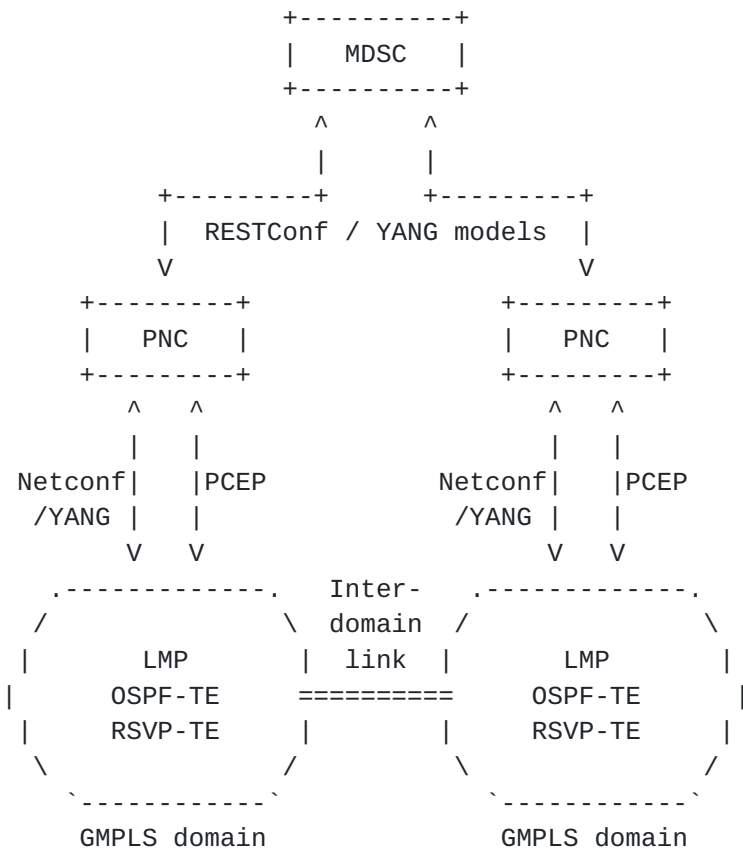 MDSC
RESTConf / YANG models
PNC PNC
Netconf PCEP Netconf PCEP
/YANG /YANG
Inter-
domain
LMP link LMP
OSPF-TE OSPF-TE
RSVP-TE RSVP-TE
GMPLS domain GMPLS domain